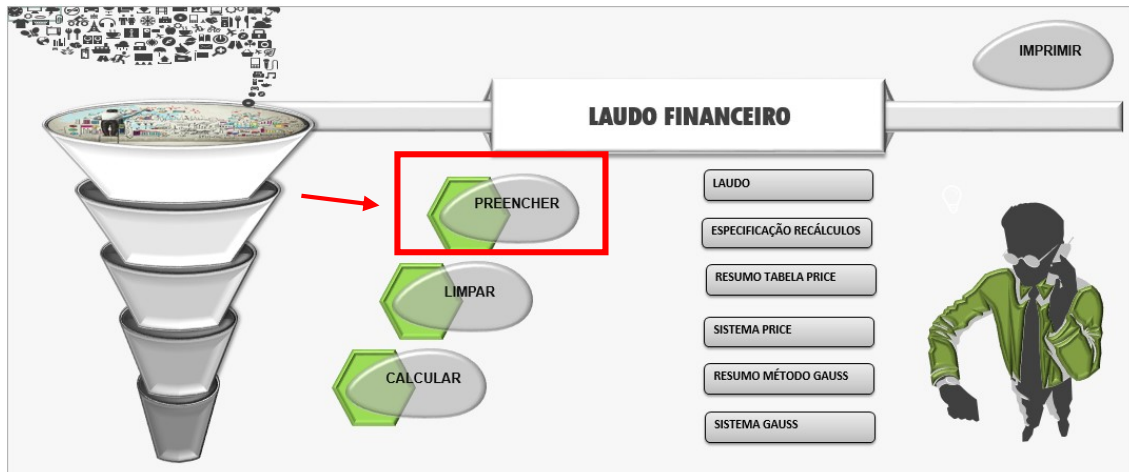 IMPRIMIR
LAUDO FINANCEIRO
PREENCHER
LIMPAR
CALCULAR
LAUDO
ESPECIFICAÇÃO RECÁLCULOS
RESUMO TABELA PRICE
SISTEMA PRICE
RESUMO MÉTODO GAUSS
SISTEMA GAUSS